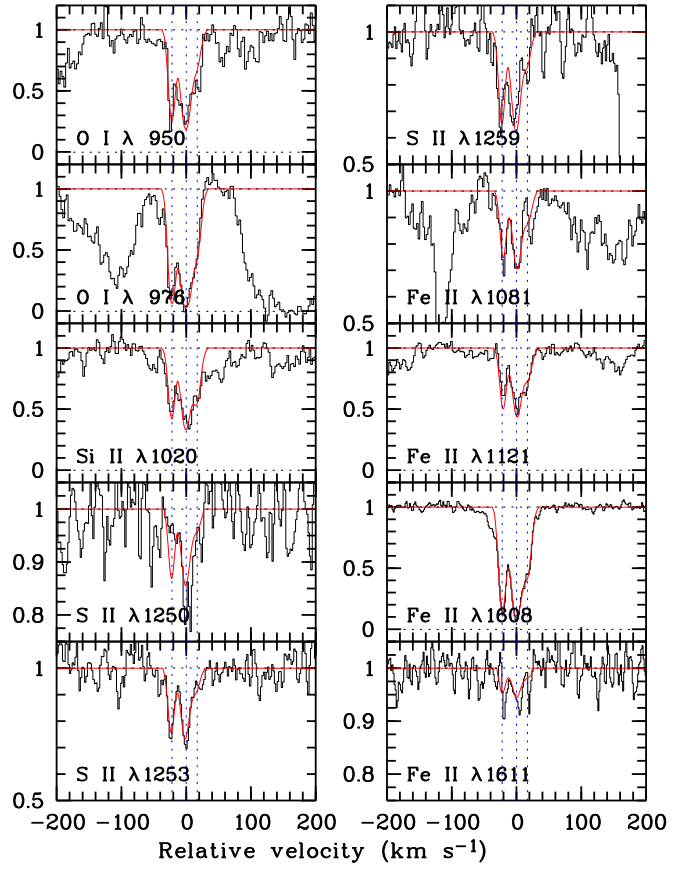 1
0.5
0
O I λ 950
1
0.5
0
O I λ 976
1
0.5
0
Si II λ1020
1
0.9
0.8
S II λ1250
1
0.5
S II λ1253
-200 -100 0 100 200
1
0.5
S II λ1259
1
0.5
Fe II λ1081
1
0.5
0
Fe II λ1121
1
0.5
0
Fe II λ1608
1
0.9
0.8
Fe II λ1611
-200 -100 0 100 200
Relative velocity (km s⁻¹)